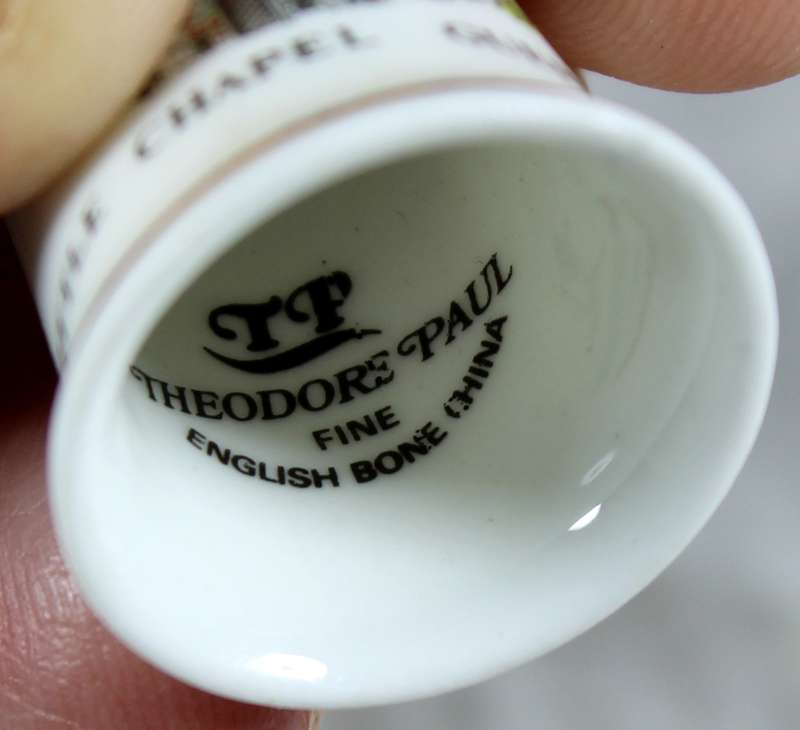 CHAPEL
TP
THEODORE PAUL
FINE
ENGLISH BONE CHINA